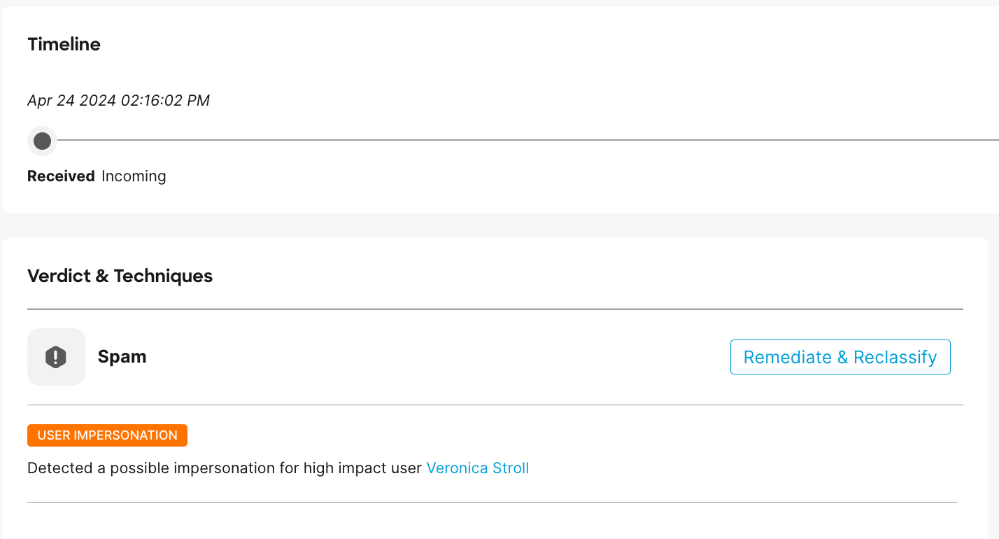 Timeline
Apr 24 2024 02:16:02 PM
Received Incoming
Verdict & Techniques
Spam
Remediate & Reclassify
USER IMPERSONATION
Detected a possible impersonation for high impact user Veronica Stroll